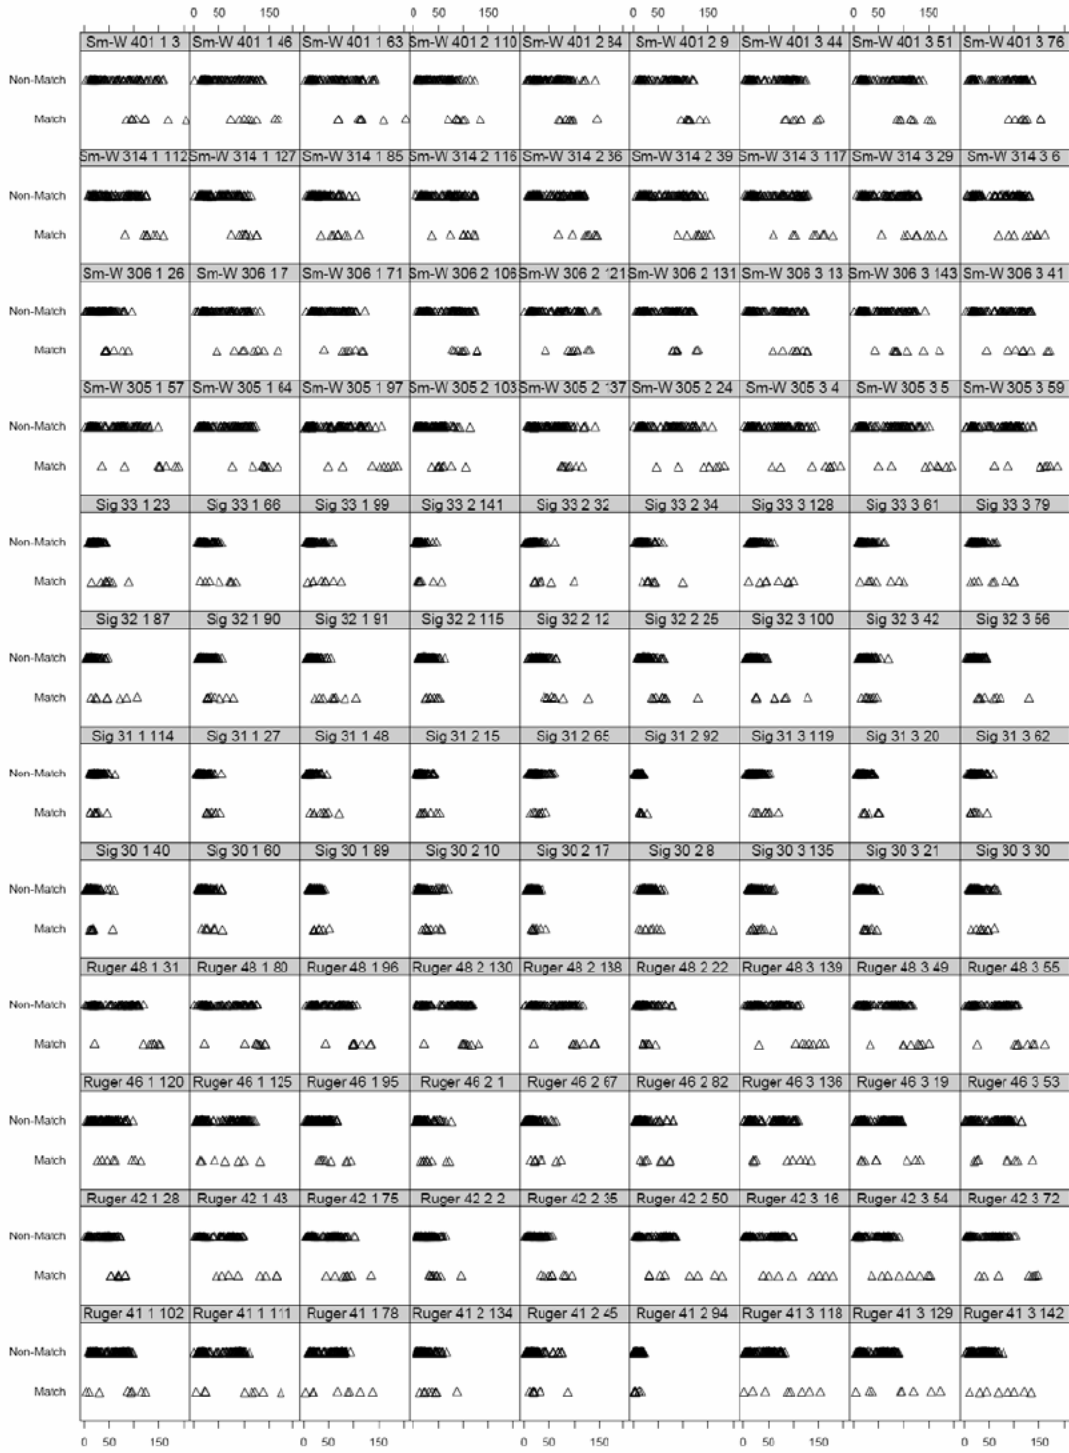 0 50 150 0 50 150 0 50 150 0 50 150
Sm-W 401 1 3 Sm-W 401 1 46 Sm-W 401 1 63 Sm-W 401 2 110 Sm-W 401 2 84 Sm-W 401 2 9 Sm-W 401 3 44 Sm-W 401 3 51 Sm-W 401 3 76
Non-Match
Match
Sm-W 314 1 112 Sm-W 314 1 127 Sm-W 314 1 85 Sm-W 314 2 116 Sm-W 314 2 36 Sm-W 314 2 39 Sm-W 314 3 117 Sm-W 314 3 29 Sm-W 314 3 6
Non-Match
Match
Sm-W 306 1 26 Sm-W 306 1 7 Sm-W 306 1 71 Sm-W 306 2 106 Sm-W 306 2 121 Sm-W 306 2 131 Sm-W 306 3 13 Sm-W 306 3 143 Sm-W 306 3 41
Non-Match
Match
Sm-W 305 1 57 Sm-W 305 1 64 Sm-W 305 1 97 Sm-W 305 2 103 Sm-W 305 2 137 Sm-W 305 2 24 Sm-W 305 3 4 Sm-W 305 3 5 Sm-W 305 3 59
Non-Match
Match
Sig 33 1 23 Sig 33 1 66 Sig 33 1 99 Sig 33 2 141 Sig 33 2 32 Sig 33 2 34 Sig 33 3 128 Sig 33 3 61 Sig 33 3 79
Non-Match
Match
Sig 32 1 87 Sig 32 1 90 Sig 32 1 91 Sig 32 2 115 Sig 32 2 12 Sig 32 2 25 Sig 32 3 100 Sig 32 3 42 Sig 32 3 56
Non-Match
Match
Sig 31 1 114 Sig 31 1 27 Sig 31 1 48 Sig 31 2 15 Sig 31 2 65 Sig 31 2 92 Sig 31 3 119 Sig 31 3 20 Sig 31 3 62
Non-Match
Match
Sig 30 1 40 Sig 30 1 60 Sig 30 1 89 Sig 30 2 10 Sig 30 2 17 Sig 30 2 8 Sig 30 3 135 Sig 30 3 21 Sig 30 3 30
Non-Match
Match
Ruger 48 1 31 Ruger 48 1 80 Ruger 48 1 96 Ruger 48 2 130 Ruger 48 2 138 Ruger 48 2 22 Ruger 48 3 139 Ruger 48 3 49 Ruger 48 3 55
Non-Match
Match
Ruger 46 1 120 Ruger 46 1 125 Ruger 46 1 95 Ruger 46 2 1 Ruger 46 2 67 Ruger 46 2 82 Ruger 46 3 136 Ruger 46 3 19 Ruger 46 3 53
Non-Match
Match
Ruger 42 1 28 Ruger 42 1 43 Ruger 42 1 75 Ruger 42 2 2 Ruger 42 2 35 Ruger 42 2 50 Ruger 42 3 16 Ruger 42 3 54 Ruger 42 3 72
Non-Match
Match
Ruger 41 1 102 Ruger 41 1 111 Ruger 41 1 78 Ruger 41 2 134 Ruger 41 2 45 Ruger 41 2 94 Ruger 41 3 118 Ruger 41 3 129 Ruger 41 3 142
Non-Match
Match
0 50 150 0 50 150 0 50 150 0 50 150 0 50 150